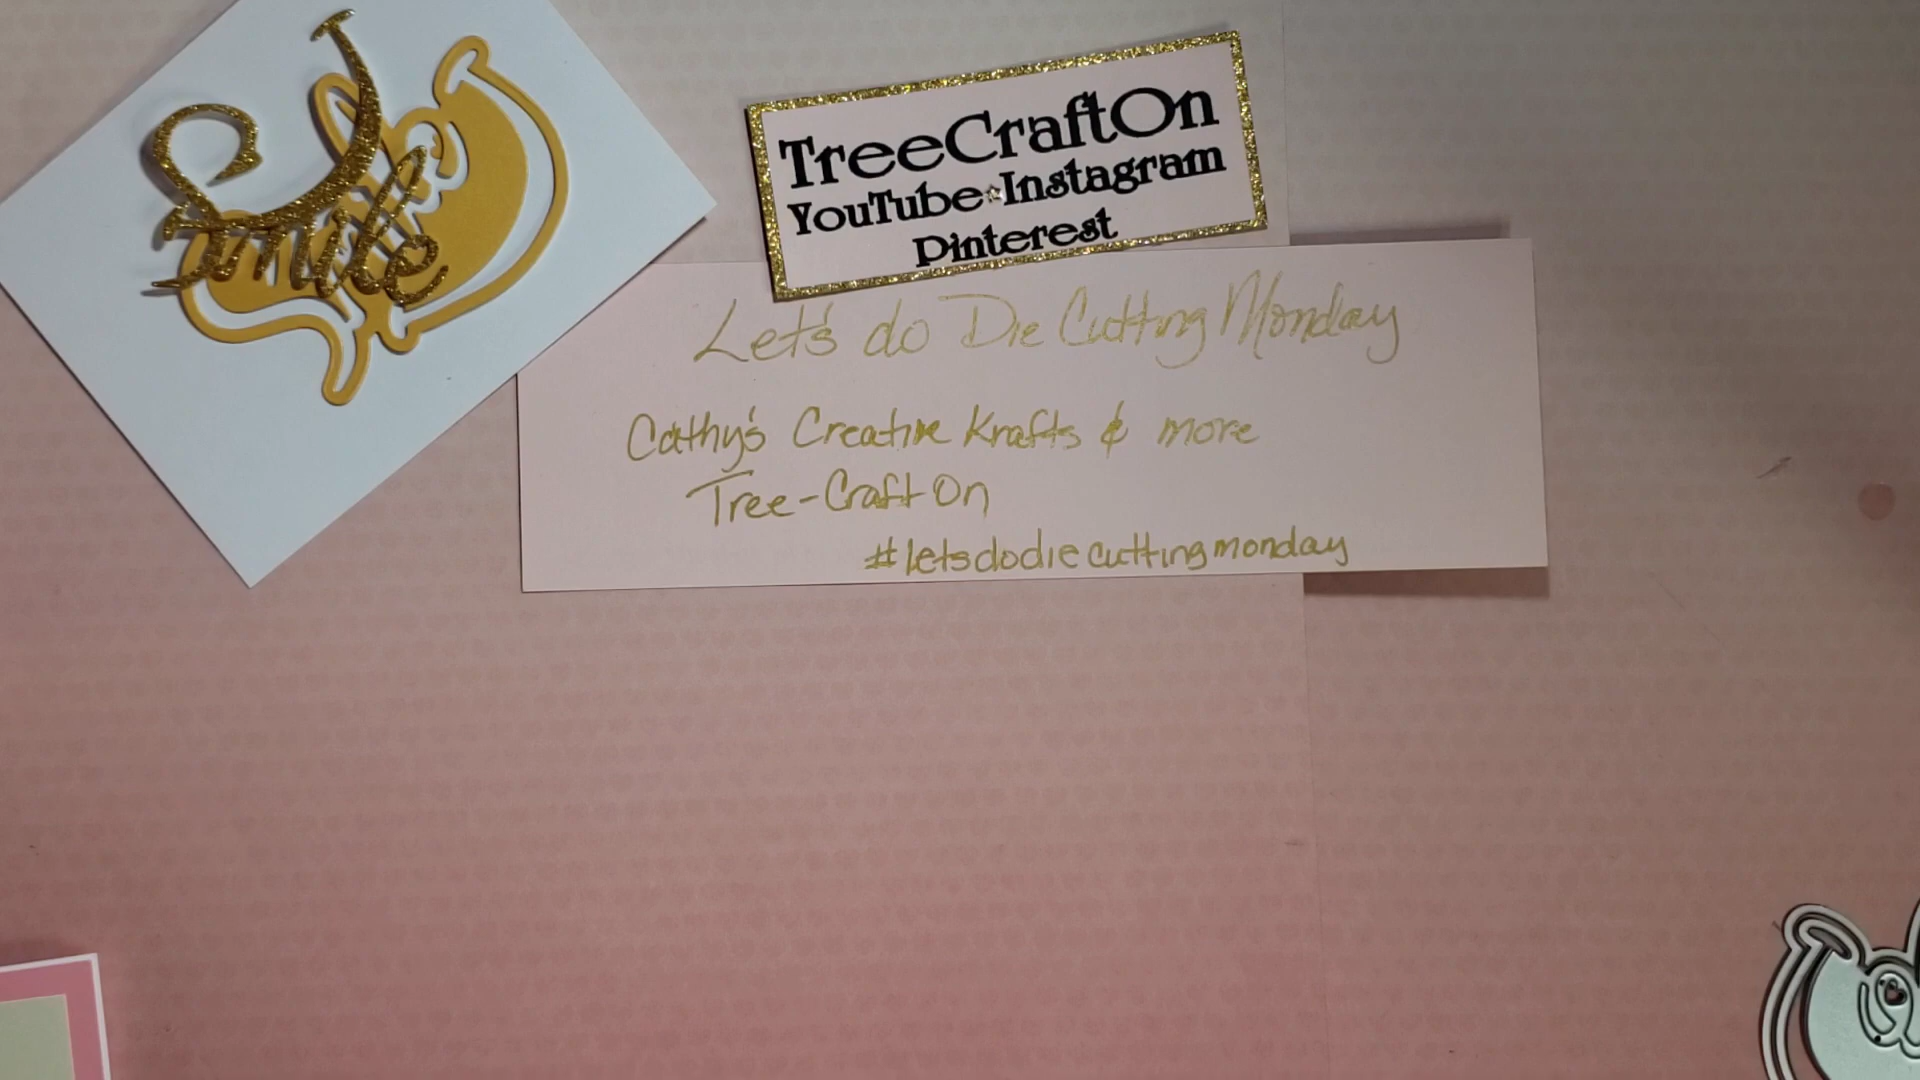 Smile
TreeCraftOn
YouTube Instagram
Pinterest
Let's do Die Cutting Monday
Cathy's Creative Krafts & more
Tree-Craft On
#letsdodiecuttingmonday